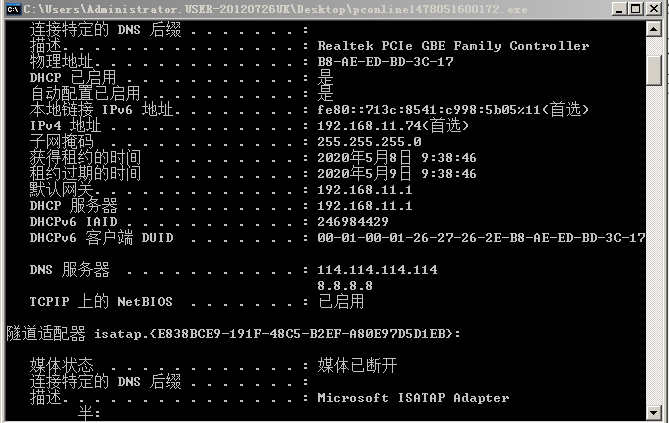 C:\Users\Administrator.USER-20120726UK\Desktop\pconline1478051600172.exe
连接特定的 DNS 后缀 . . . . . . . :
描述. . . . . . . . . . . . . . . : Realtek PCIe GBE Family Controller
物理地址. . . . . . . . . . . . . : B8-AE-ED-BD-3C-17
DHCP 已启用 . . . . . . . . . . . : 是
自动配置已启用. . . . . . . . . . : 是
本地链接 IPv6 地址. . . . . . . . : fe80::713c:8541:c998:5b05%11<首选>
IPv4 地址 . . . . . . . . . . . . : 192.168.11.74<首选>
子网掩码 . . . . . . . . . . . . : 255.255.255.0
获得租约的时间 . . . . . . . . . : 2020年5月8日 9:38:46
租约过期的时间 . . . . . . . . . : 2020年5月9日 9:38:46
默认网关. . . . . . . . . . . . . : 192.168.11.1
DHCP 服务器 . . . . . . . . . . . : 192.168.11.1
DHCPv6 IAID . . . . . . . . . . . : 246984429
DHCPv6 客户端 DUID . . . . . . . : 00-01-00-01-26-27-26-2E-B8-AE-ED-BD-3C-17
DNS 服务器 . . . . . . . . . . . : 114.114.114.114
8.8.8.8
TCPIP 上的 NetBIOS . . . . . . . : 已启用
隧道适配器 isatap.{E838BCE9-191F-48C5-B2EF-A80E97D5D1EB}:
媒体状态 . . . . . . . . . . . . : 媒体已断开
连接特定的 DNS 后缀 . . . . . . . :
描述. . . . . . . . . . . . . . . : Microsoft ISATAP Adapter
半: